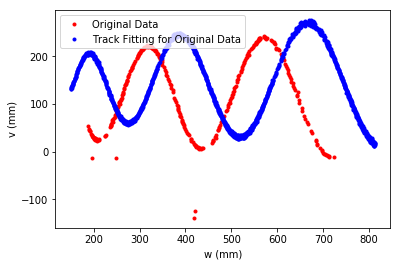 Original Data
Track Fitting for Original Data
v (mm)
200
100
0
−100
200
300
400
500
600
700
800
w (mm)